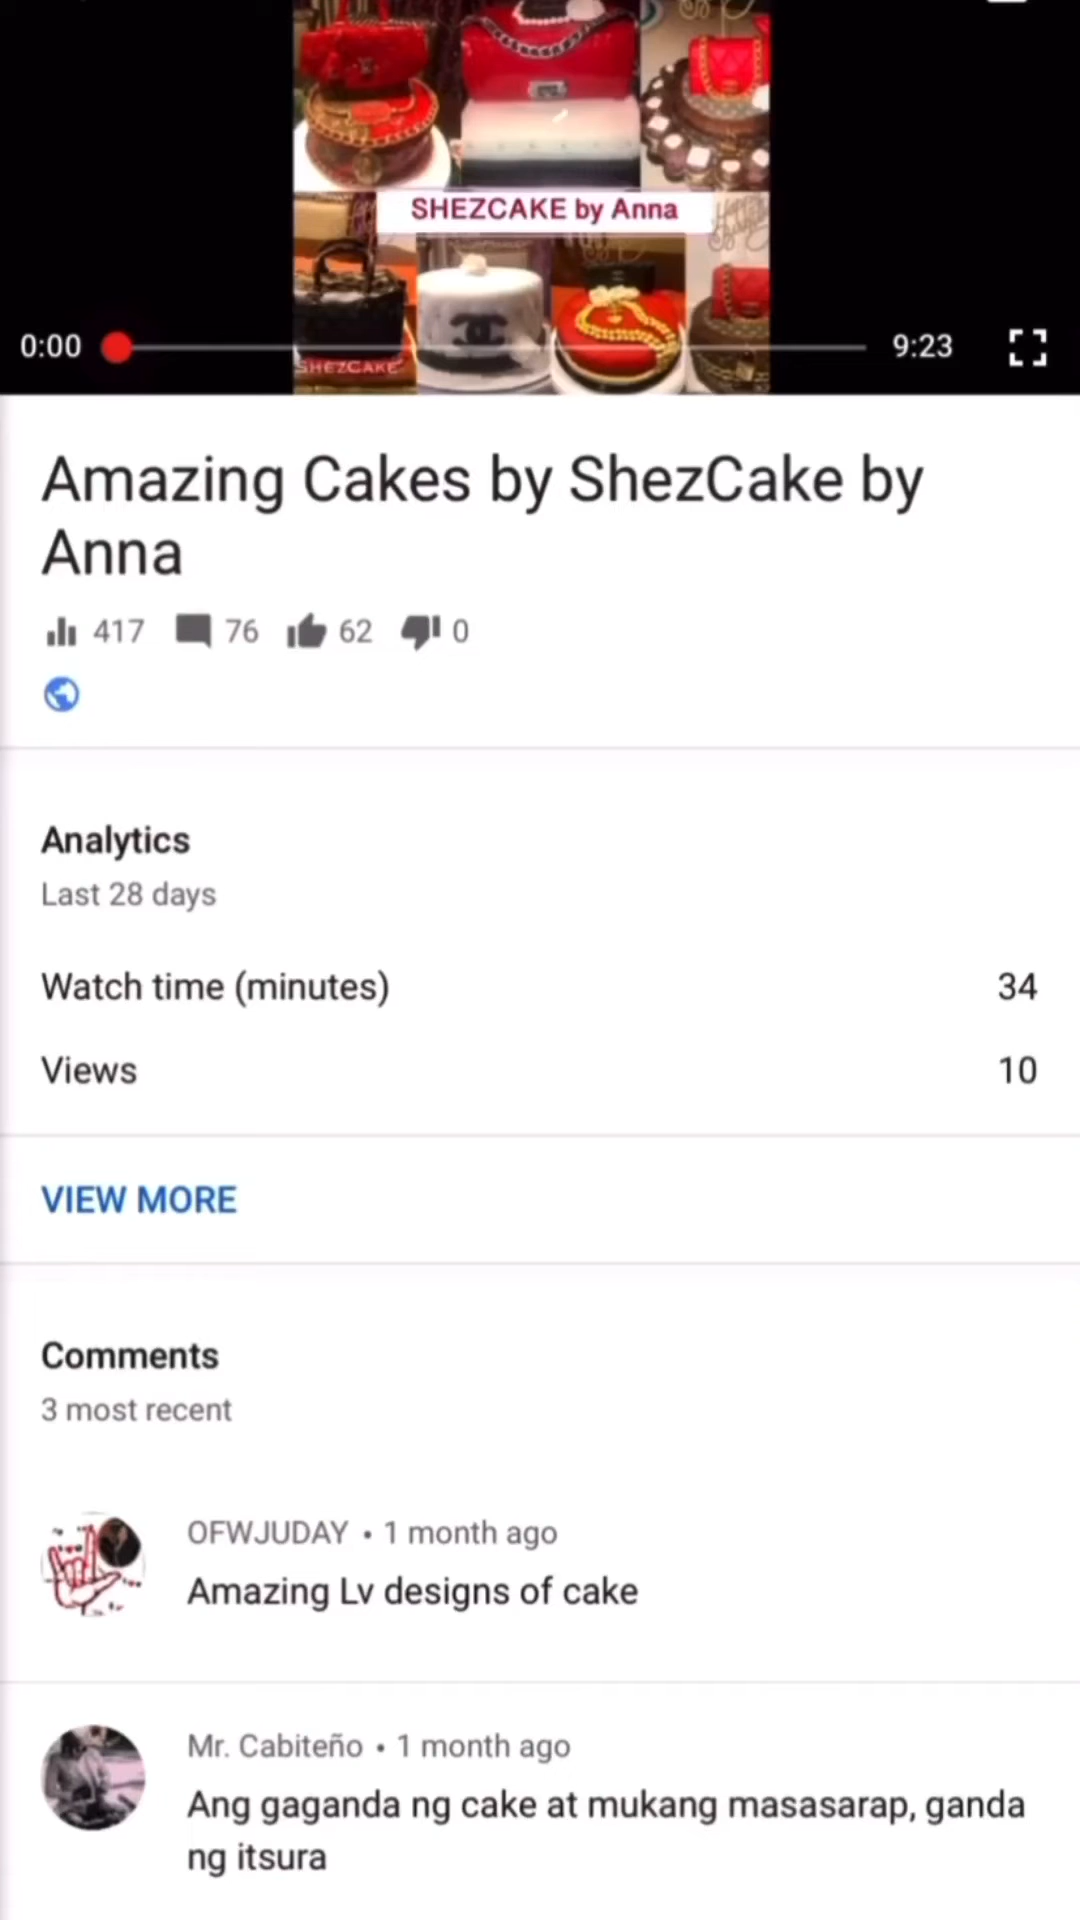 SHEZCAKE by Anna
SHEZCAKE
0:00
9:23
Amazing Cakes by ShezCake by
Anna
417 76 62 0
Analytics
Last 28 days
Watch time (minutes) 34
Views 10
VIEW MORE
Comments
3 most recent
OFWJUDAY • 1 month ago
Amazing Lv designs of cake
Mr. Cabiteño • 1 month ago
Ang gaganda ng cake at mukang masasarap, ganda
ng itsura